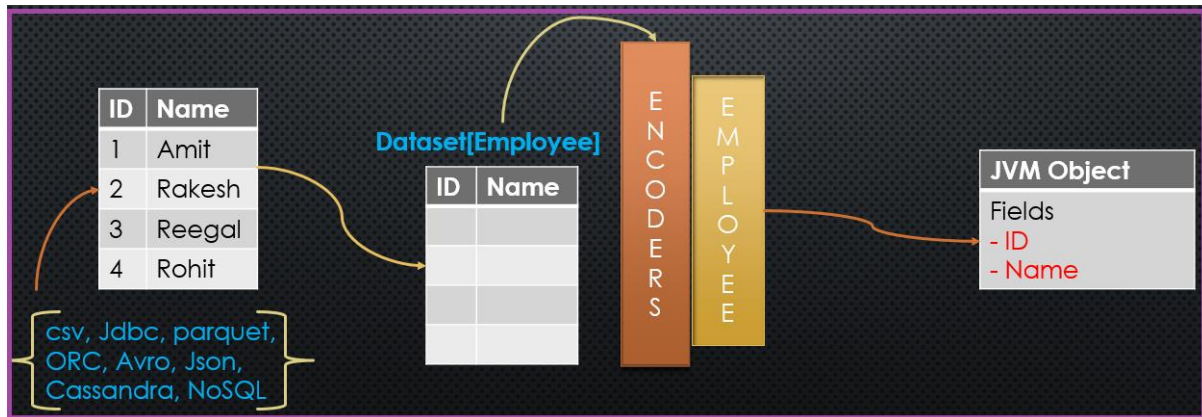 ID Name
1 Amit
2 Rakesh
3 Reegal
4 Rohit
csv, Jdbc, parquet,
ORC, Avro, Json,
Cassandra, NoSQL
Dataset[Employee]
ID Name
ENCODERS
EMPLOYEE
JVM Object
Fields
- ID
- Name